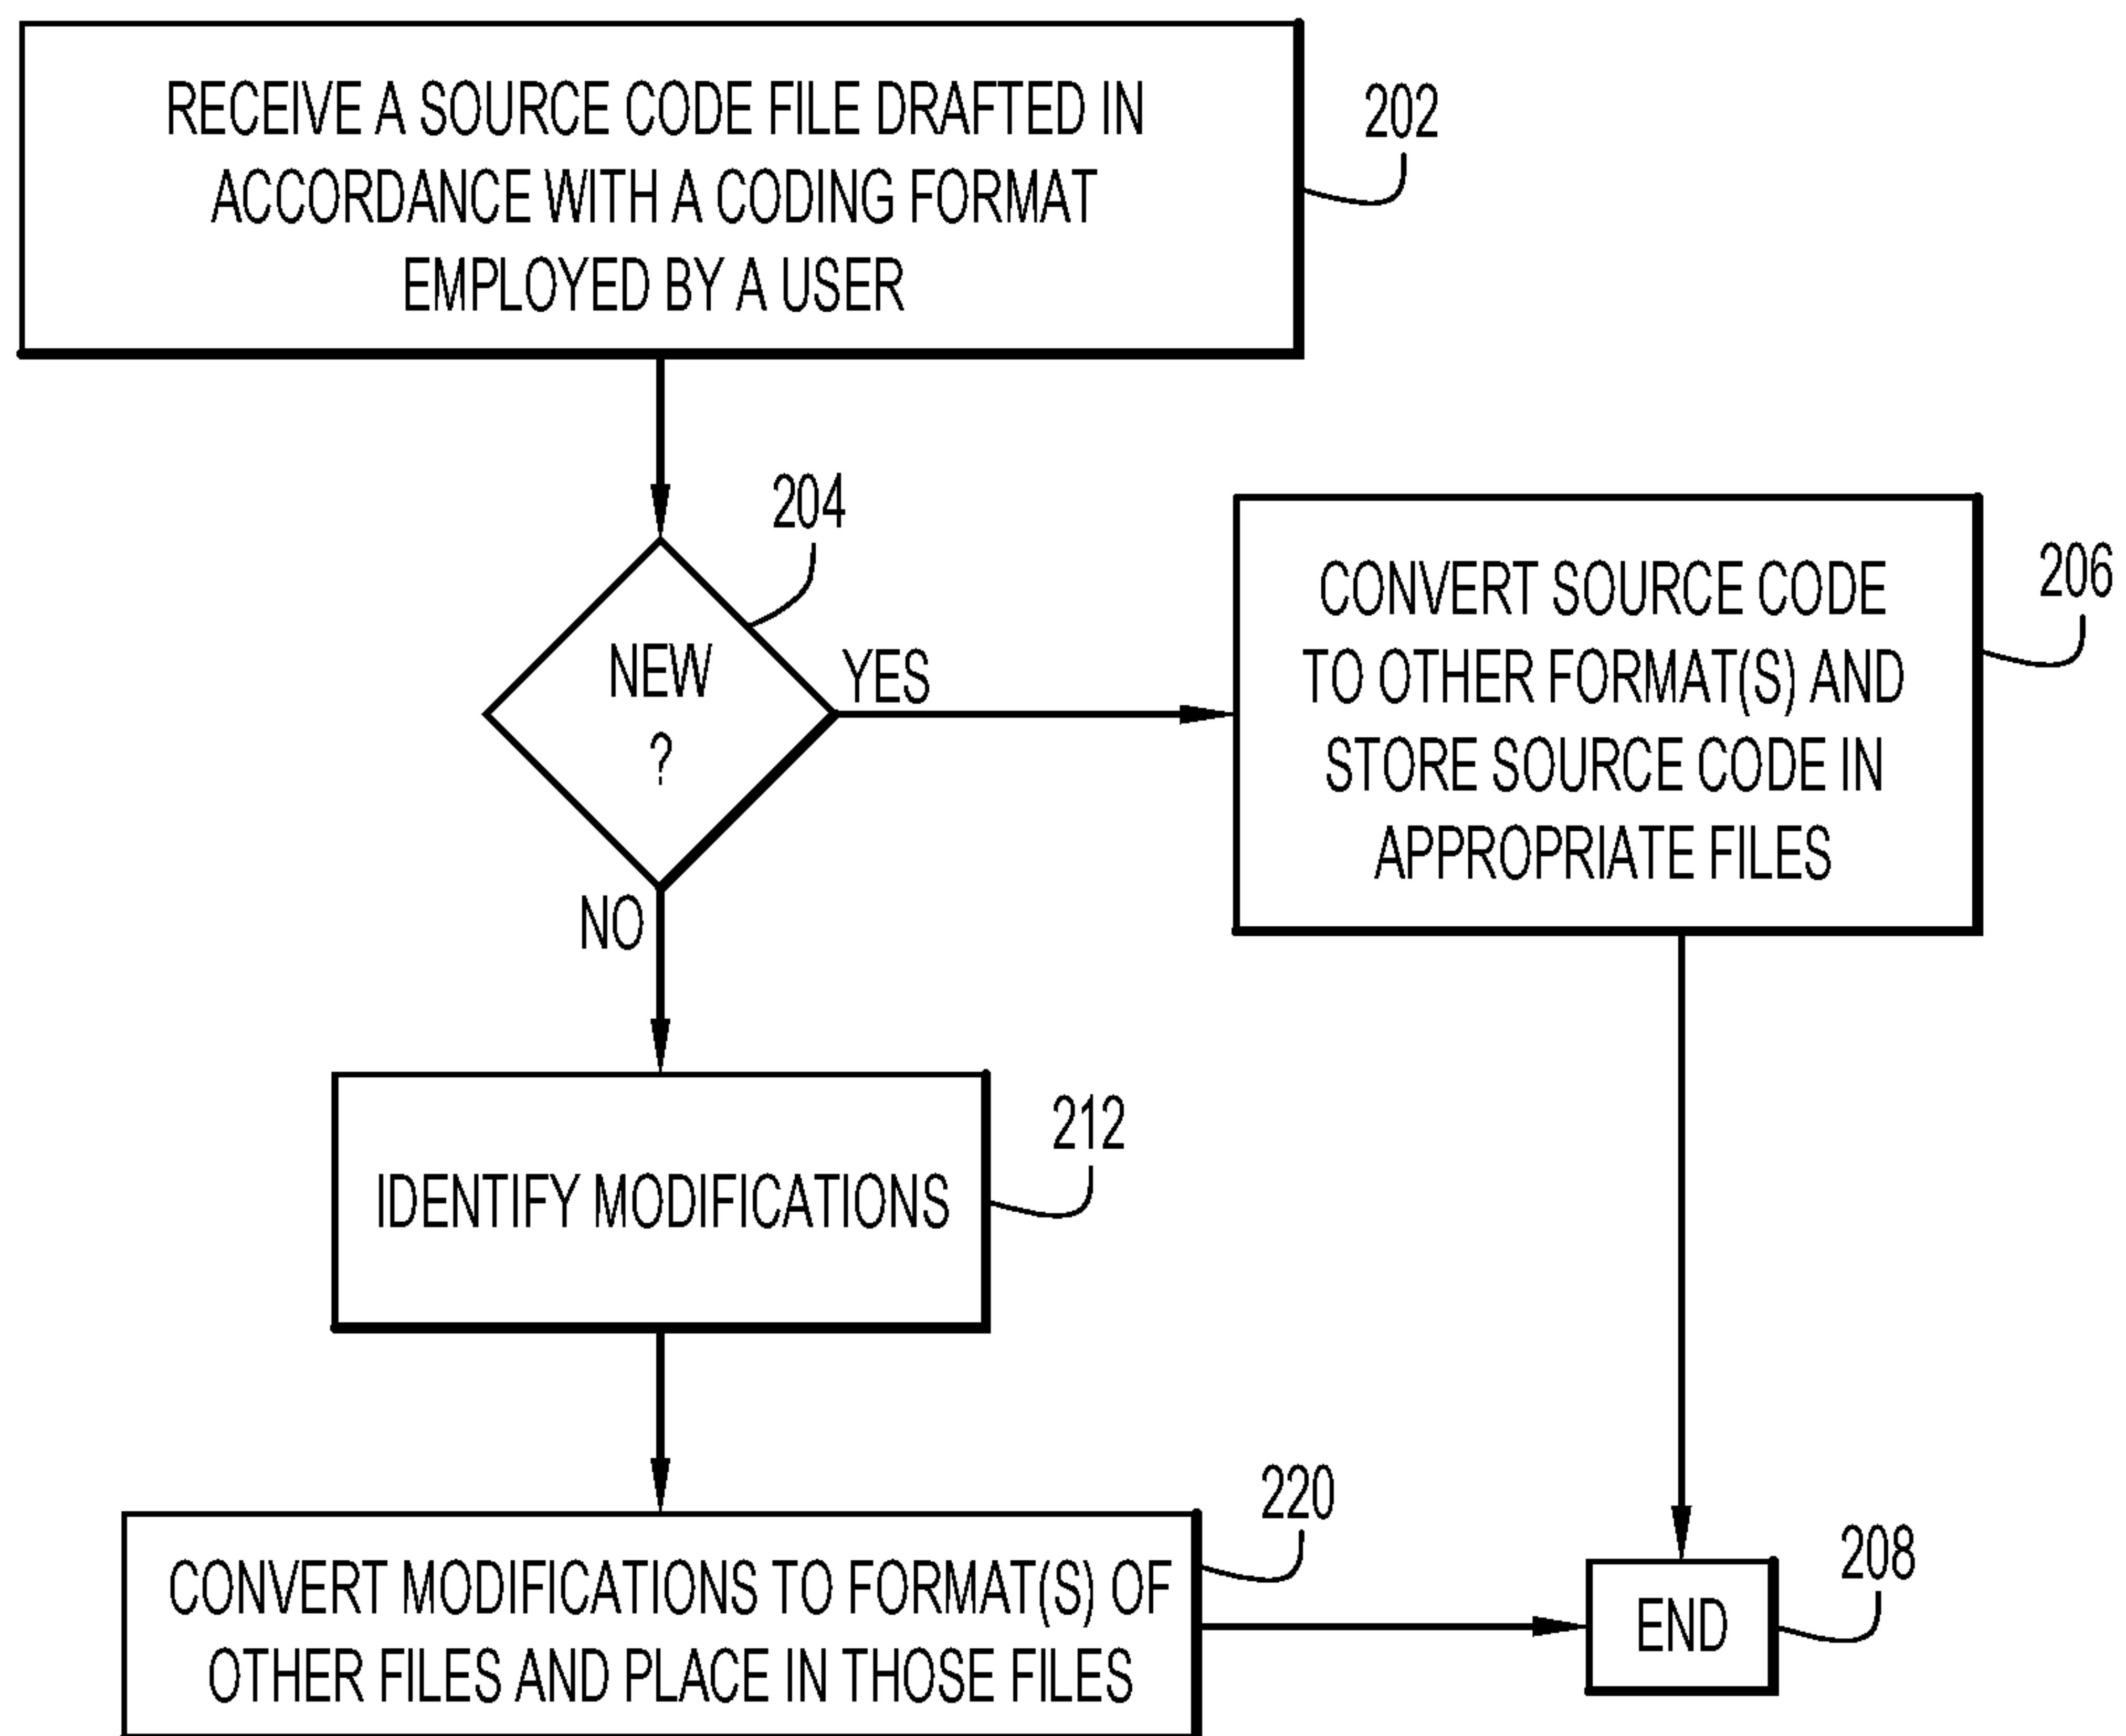 RECEIVE A SOURCE CODE FILE DRAFTED IN
ACCORDANCE WITH A CODING FORMAT
EMPLOYED BY A USER
202
204
NEW
?
YES
CONVERT SOURCE CODE
TO OTHER FORMAT(S) AND
STORE SOURCE CODE IN
APPROPRIATE FILES
206
NO
IDENTIFY MODIFICATIONS
212
CONVERT MODIFICATIONS TO FORMAT(S) OF
OTHER FILES AND PLACE IN THOSE FILES
220
END
208